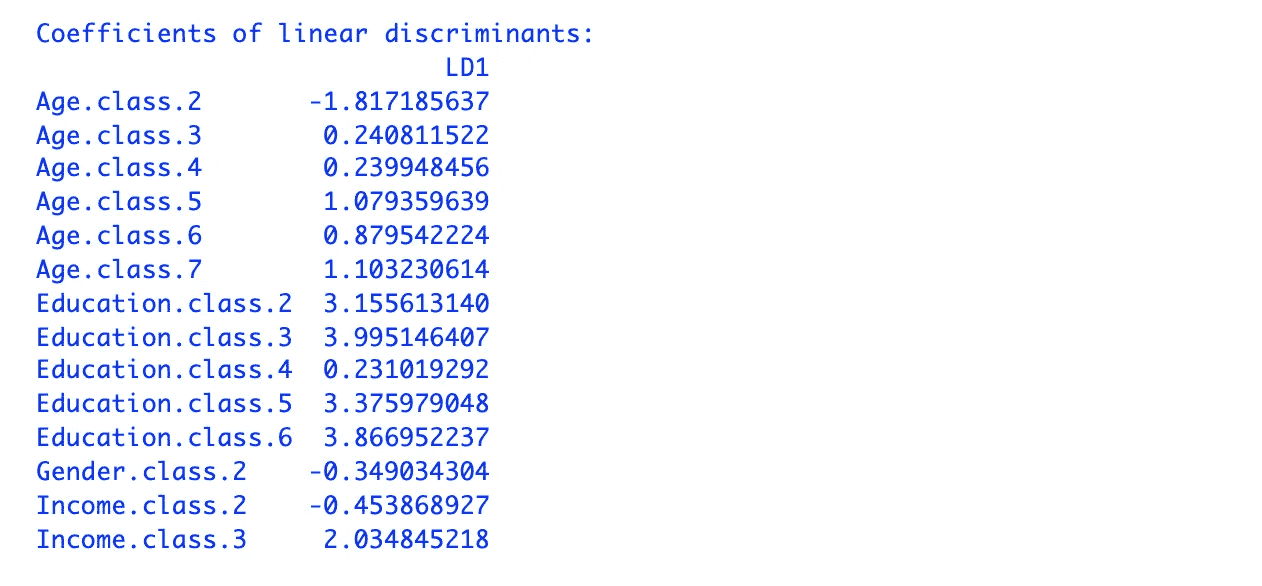 Coefficients of linear discriminants:
LD1
Age.class.2 -1.817185637
Age.class.3 0.240811522
Age.class.4 0.239948456
Age.class.5 1.079359639
Age.class.6 0.879542224
Age.class.7 1.103230614
Education.class.2 3.155613140
Education.class.3 3.995146407
Education.class.4 0.231019292
Education.class.5 3.375979048
Education.class.6 3.866952237
Gender.class.2 -0.349034304
Income.class.2 -0.453868927
Income.class.3 2.034845218